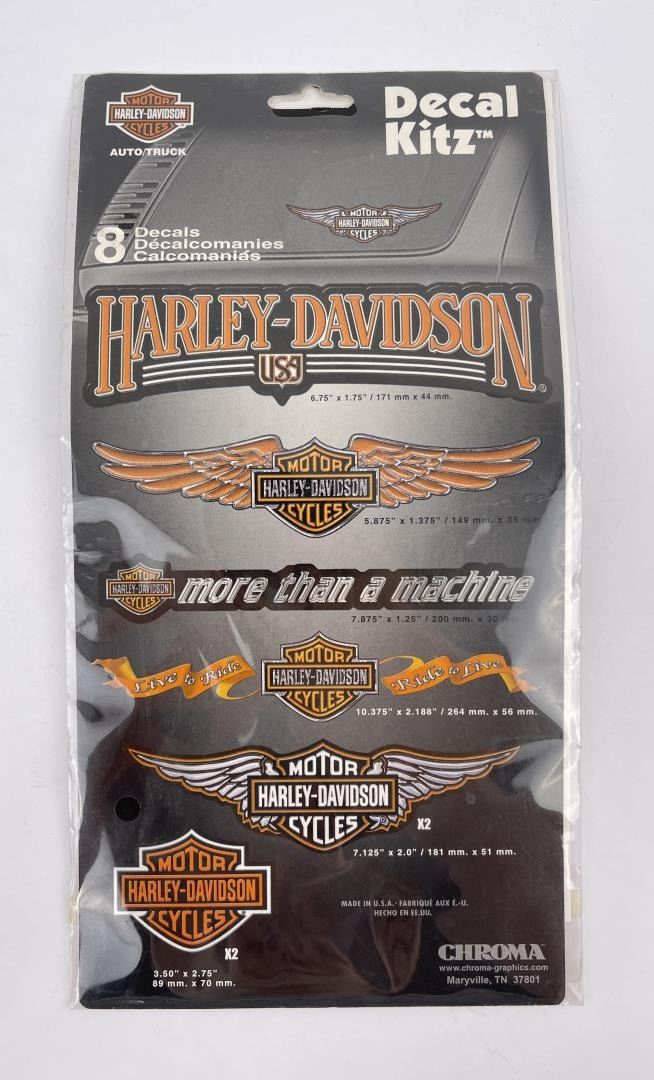 MOTOR
HARLEY-DAVIDSON
CYCLES
AUTO/TRUCK
Decal
Kitz™
8 Decals
Décalcomanies
Calcomaniás
MOTOR
HARLEY-DAVIDSON
CYCLES
HARLEY-DAVIDSON®
USA
6.75" x 1.75" / 171 mm x 44 mm.
MOTOR
HARLEY-DAVIDSON
CYCLES
5.875" x 1.375" / 149 mm. x 35 mm
MOTOR
HARLEY-DAVIDSON
CYCLES
more than a machine
7.875" x 1.25" / 200 mm. x 32 mm.
Live to Ride
MOTOR
HARLEY-DAVIDSON
CYCLES
Ride to Live
10.375" x 2.188" / 264 mm. x 56 mm.
MOTOR
HARLEY-DAVIDSON
CYCLES®
X2
7.125" x 2.0" / 181 mm. x 51 mm.
MOTOR
HARLEY-DAVIDSON
CYCLES®
X2
3.50" x 2.75"
89 mm. x 70 mm.
MADE IN U.S.A. - FABRIQUÉ AUX É.-U.
HECHO EN EE.UU.
CHROMA™
www.chroma-graphics.com
Maryville, TN 37801